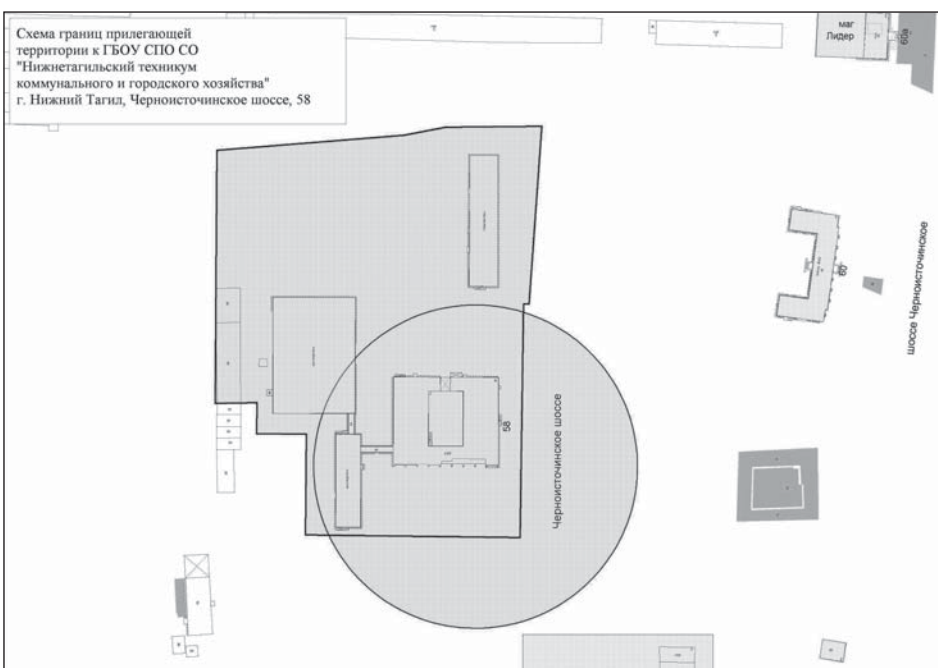 Схема границ прилегающей
территории к ГБОУ СПО СО
"Нижнетагильский техникум
коммунального и городского хозяйства"
г. Нижний Тагил, Черноисточинское шоссе, 58
маг
Лидер
60а
60
шоссе Черноисточинское
58
Черноисточинское шоссе